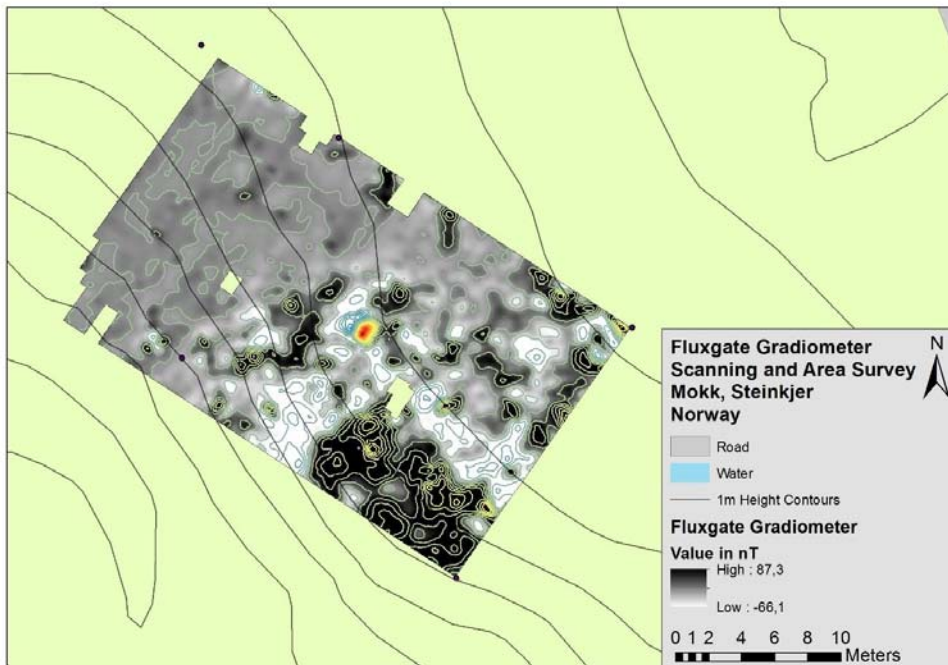 Fluxgate Gradiometer
Scanning and Area Survey
Mokk, Steinkjer
Norway
N
Road
Water
1m Height Contours
Fluxgate Gradiometer
Value in nT
High : 87,3
Low : -66,1
0 1 2 4 6 8 10
Meters